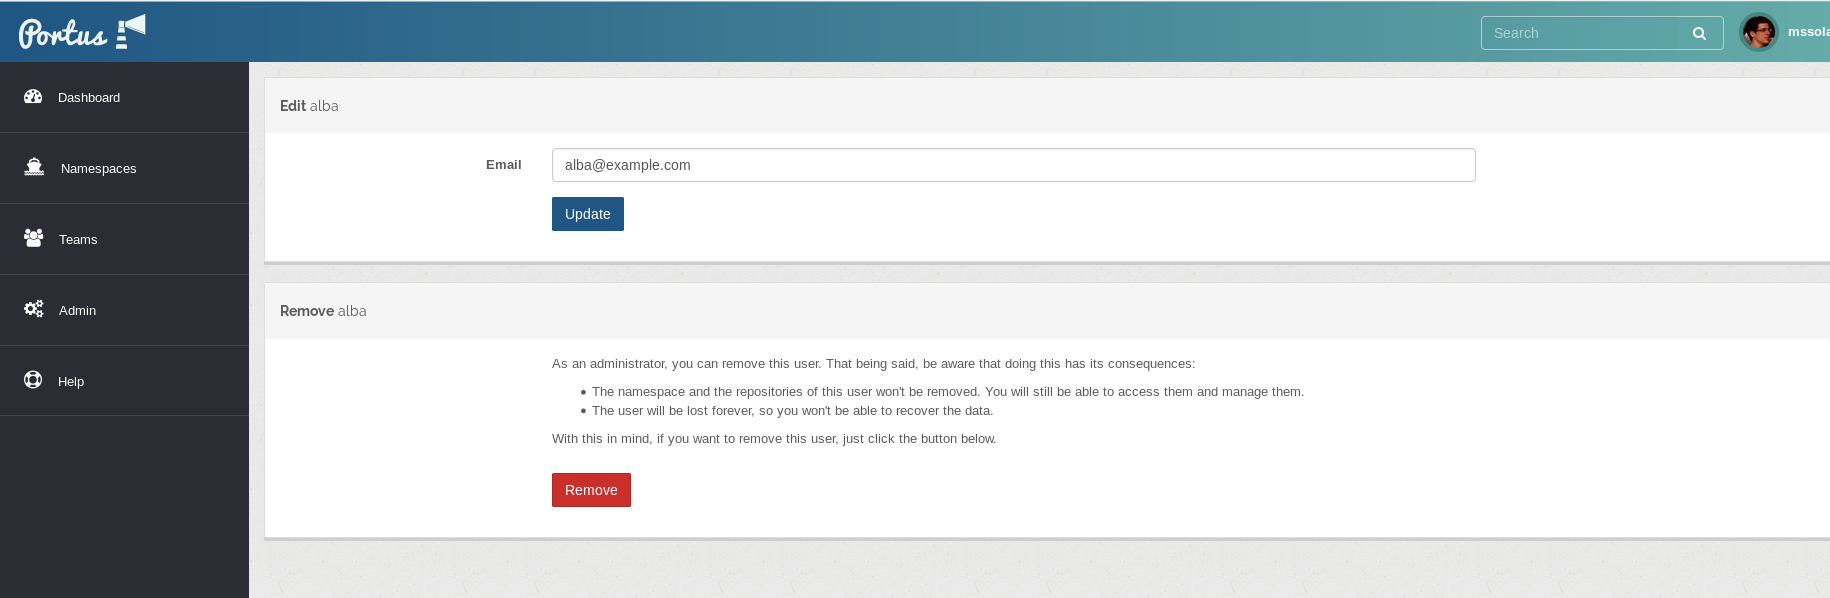 Portus
Search
Dashboard
Namespaces
Teams
Admin
Help
Edit alba
Email
alba@example.com
Update
Remove alba
As an administrator, you can remove this user. That being said, be aware that doing this has its consequences:
• The namespace and the repositories of this user won't be removed. You will still be able to access them and manage them.
• The user will be lost forever, so you won't be able to recover the data.
With this in mind, if you want to remove this user, just click the button below.
Remove